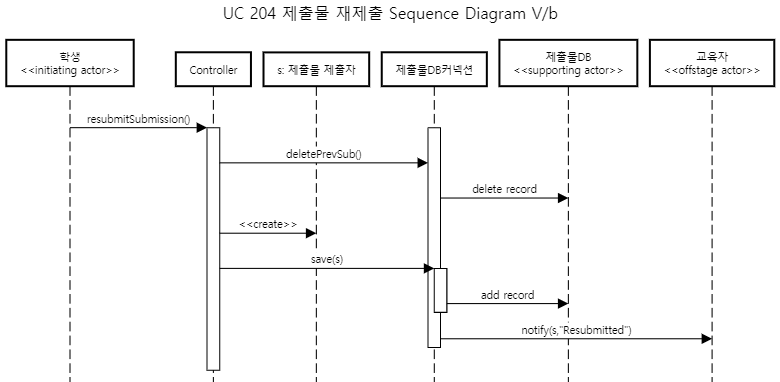 UC 204 제출물 재제출 Sequence Diagram V/b
학생
<<initiating actor>>
Controller
s: 제출물 제출자
제출물DB커넥션
제출물DB
<<supporting actor>>
교육자
<<offstage actor>>
resubmitSubmission()
deletePrevSub()
delete record
<<create>>
save(s)
add record
notify(s,"Resubmitted")